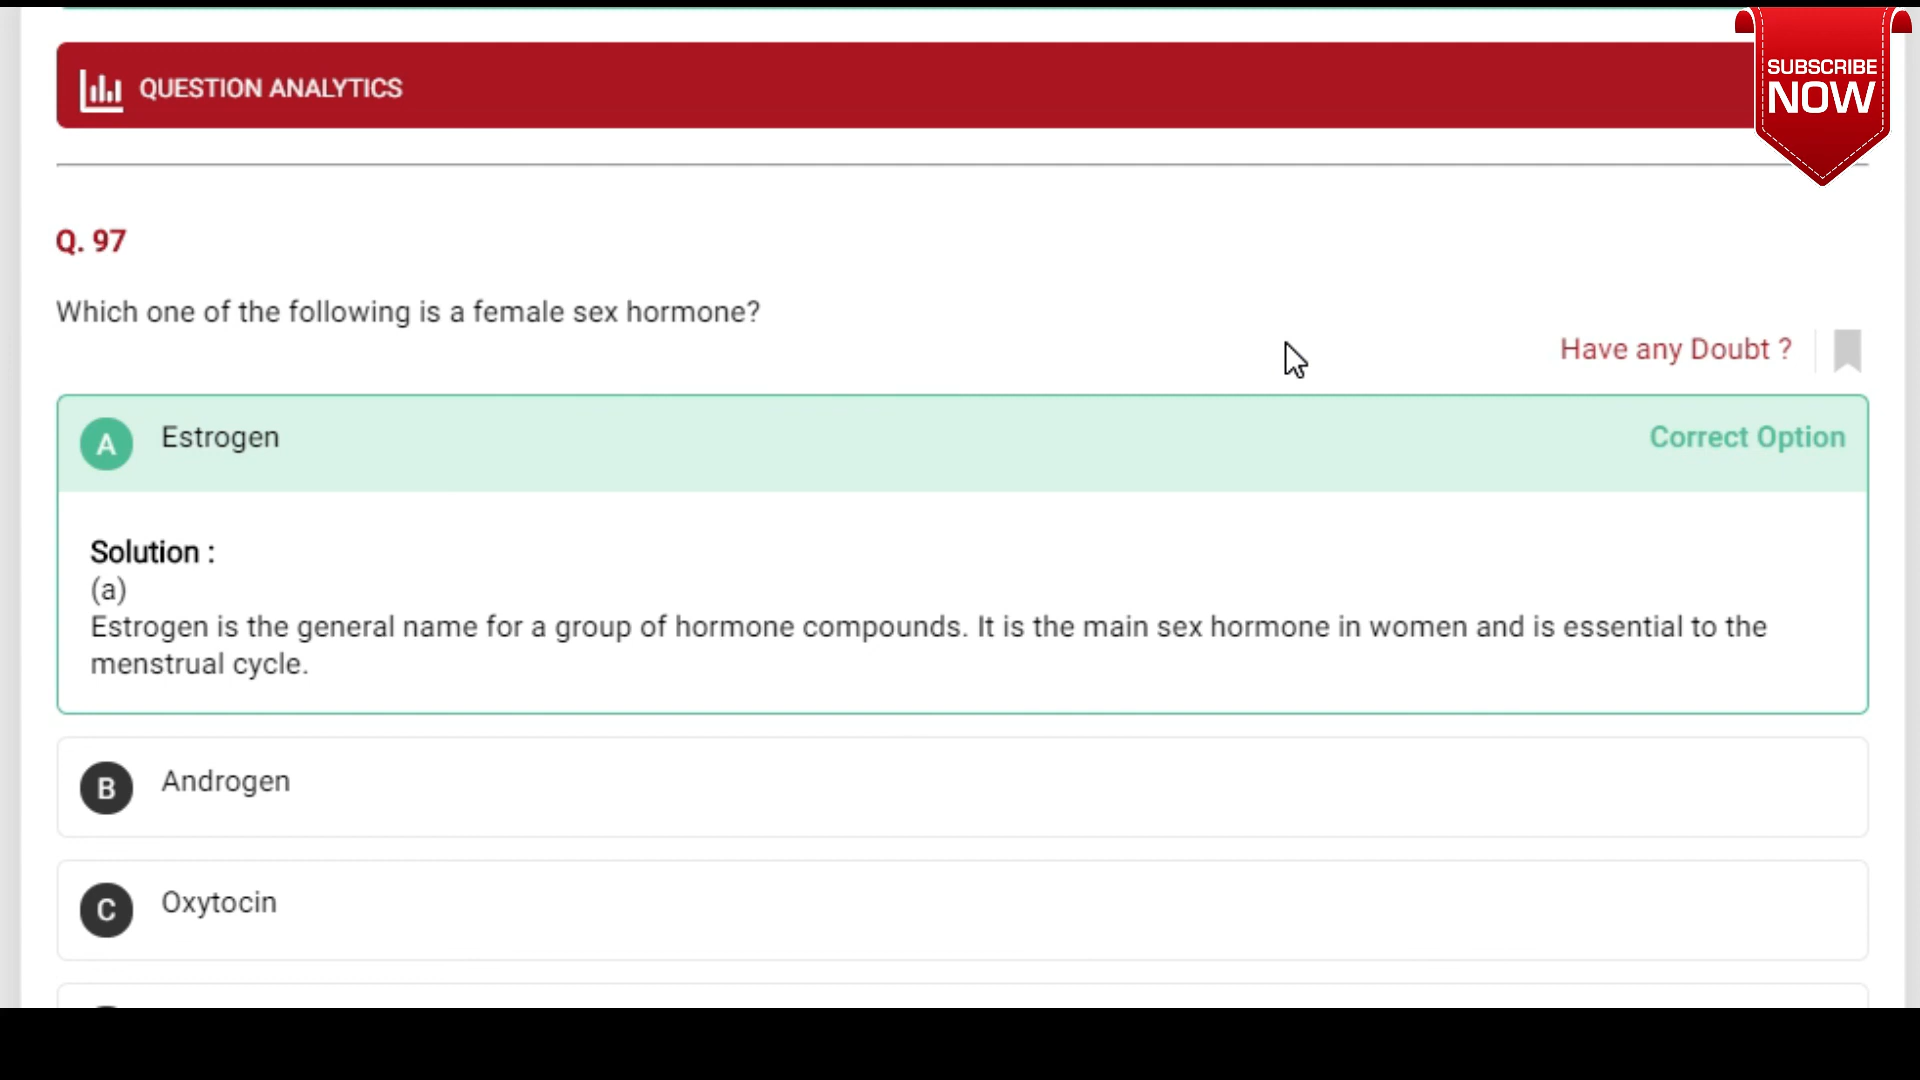 QUESTION ANALYTICS
SUBSCRIBE
NOW
Q. 97
Which one of the following is a female sex hormone?
Have any Doubt ?
A Estrogen Correct Option
Solution :
(a)
Estrogen is the general name for a group of hormone compounds. It is the main sex hormone in women and is essential to the
menstrual cycle.
B Androgen
C Oxytocin